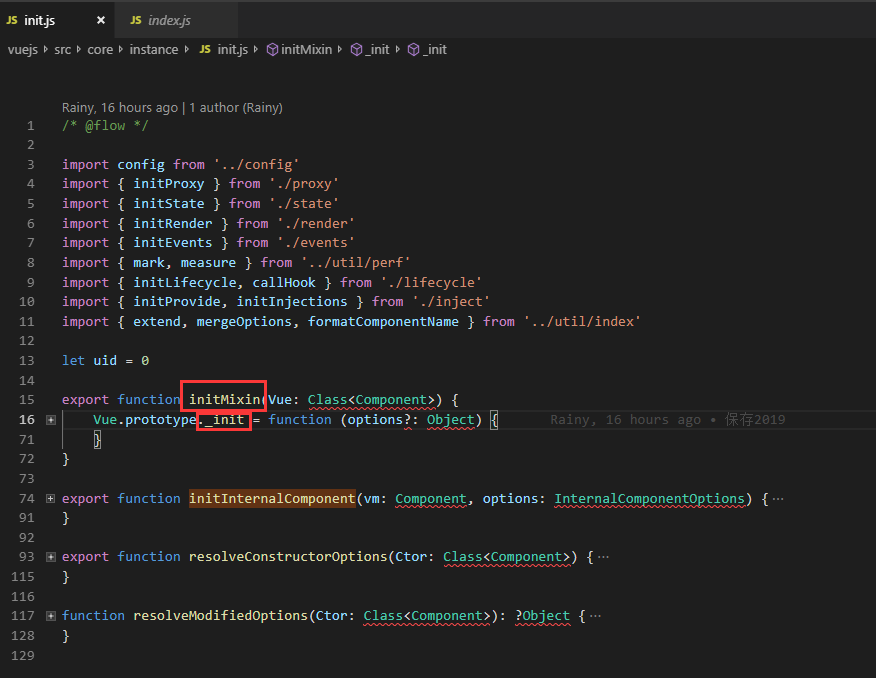 JS init.js × JS index.js
vuejs src core instance JS init.js initMixin _init _init
Rainy, 16 hours ago | 1 author (Rainy)
1 /* @flow */
2
3 import config from '../config'
4 import { initProxy } from './proxy'
5 import { initState } from './state'
6 import { initRender } from './render'
7 import { initEvents } from './events'
8 import { mark, measure } from '../util/perf'
9 import { initLifecycle, callHook } from './lifecycle'
10 import { initProvide, initInjections } from './inject'
11 import { extend, mergeOptions, formatComponentName } from '../util/index'
12
13 let uid = 0
14
15 export function initMixin(Vue: Class<Component>) {
16 Vue.prototype._init = function (options?: Object) { Rainy, 16 hours ago • 保存2019
71 }
72 }
73
74 export function initInternalComponent(vm: Component, options: InternalComponentOptions) {…
91 }
92
93 export function resolveConstructorOptions(Ctor: Class<Component>) {…
115 }
116
117 function resolveModifiedOptions(Ctor: Class<Component>): ?Object {…
128 }
129